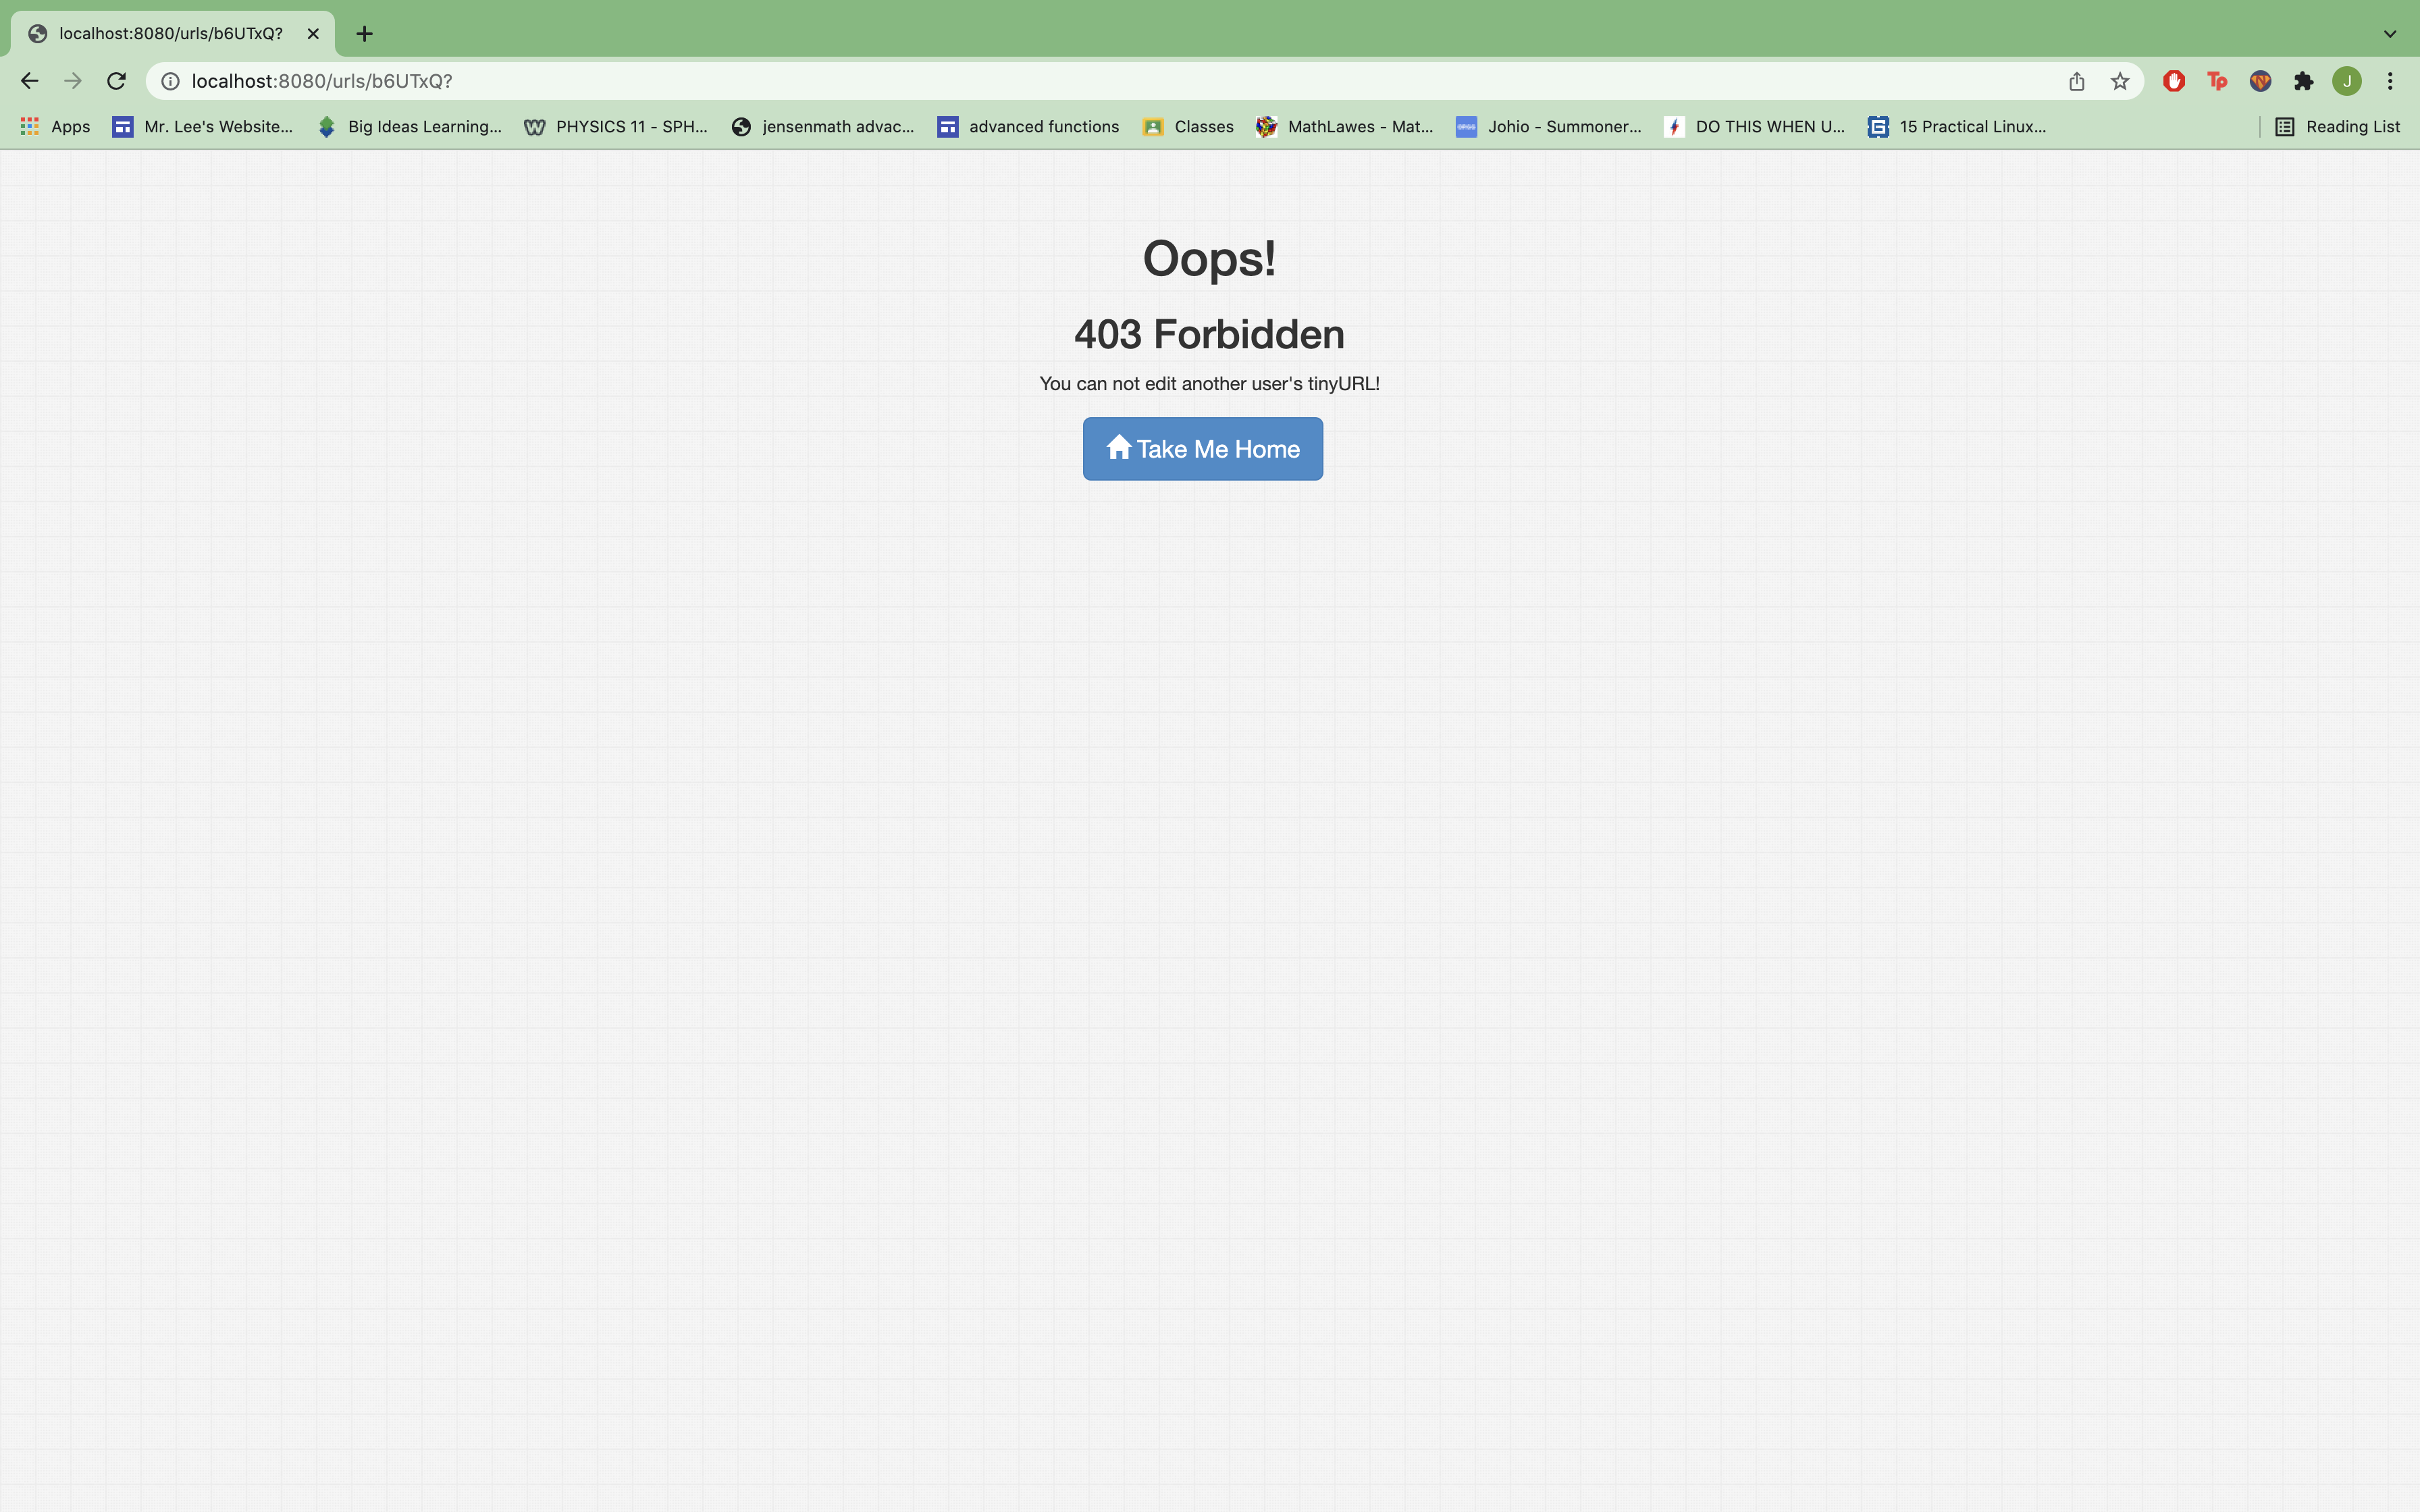 localhost:8080/urls/b6UTxQ?
localhost:8080/urls/b6UTxQ?
Tp
J
Apps
Mr. Lee's Website...
Big Ideas Learning...
PHYSICS 11 - SPH...
jensenmath advac...
advanced functions
Classes
MathLawes - Mat...
Johio - Summoner...
DO THIS WHEN U...
15 Practical Linux...
Reading List
Oops!
403 Forbidden
You can not edit another user's tinyURL!
Take Me Home